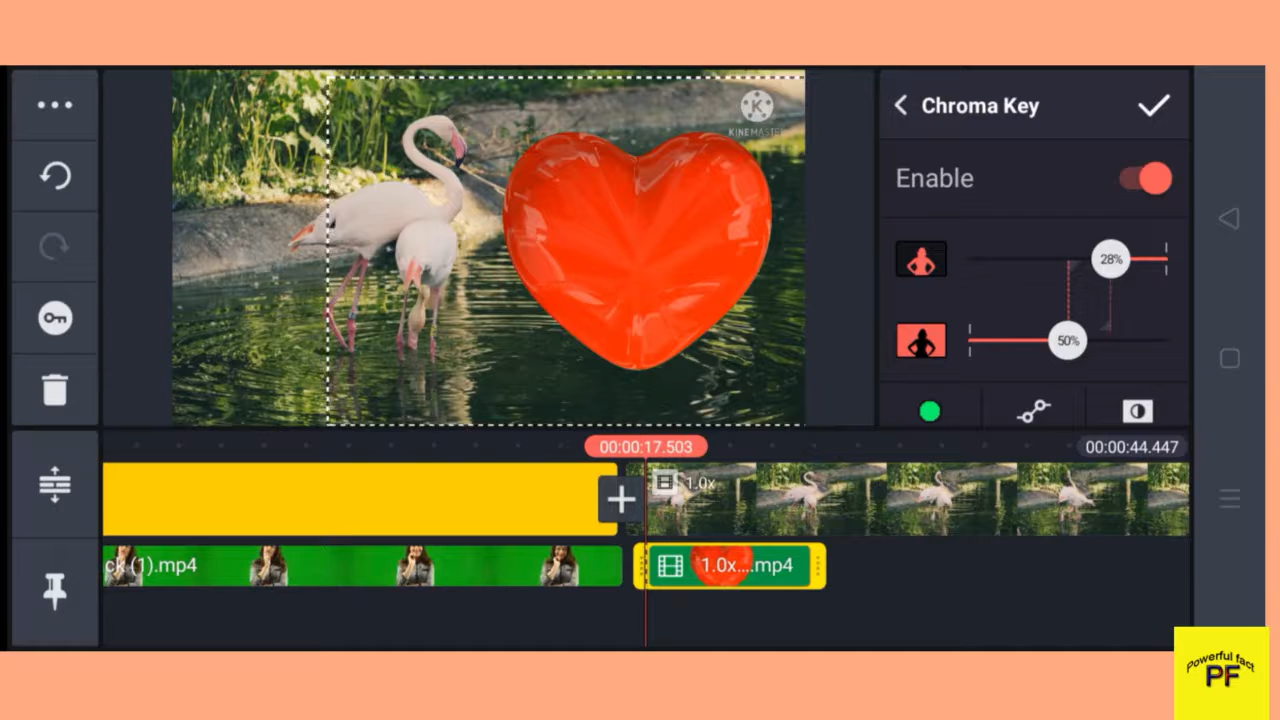 Chroma Key
KINEMASTER
Enable
28%
50%
00:00:17.503
00:00:44.447
1.0x
ck (1).mp4
1.0x....mp4
Powerful fact
PF